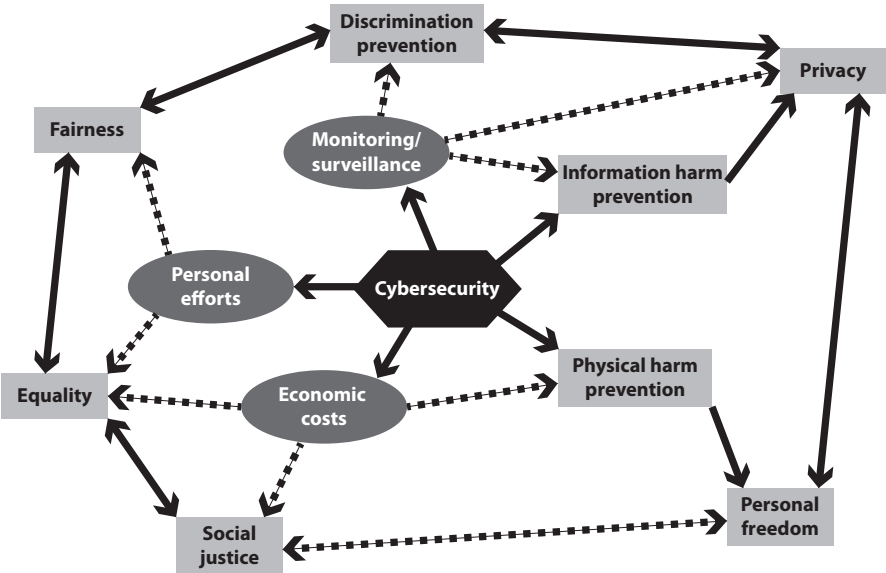 Discrimination
prevention
Privacy
Fairness
Monitoring/
surveillance
Information harm
prevention
Personal
efforts
Cybersecurity
Physical harm
prevention
Equality
Economic
costs
Personal
freedom
Social
justice